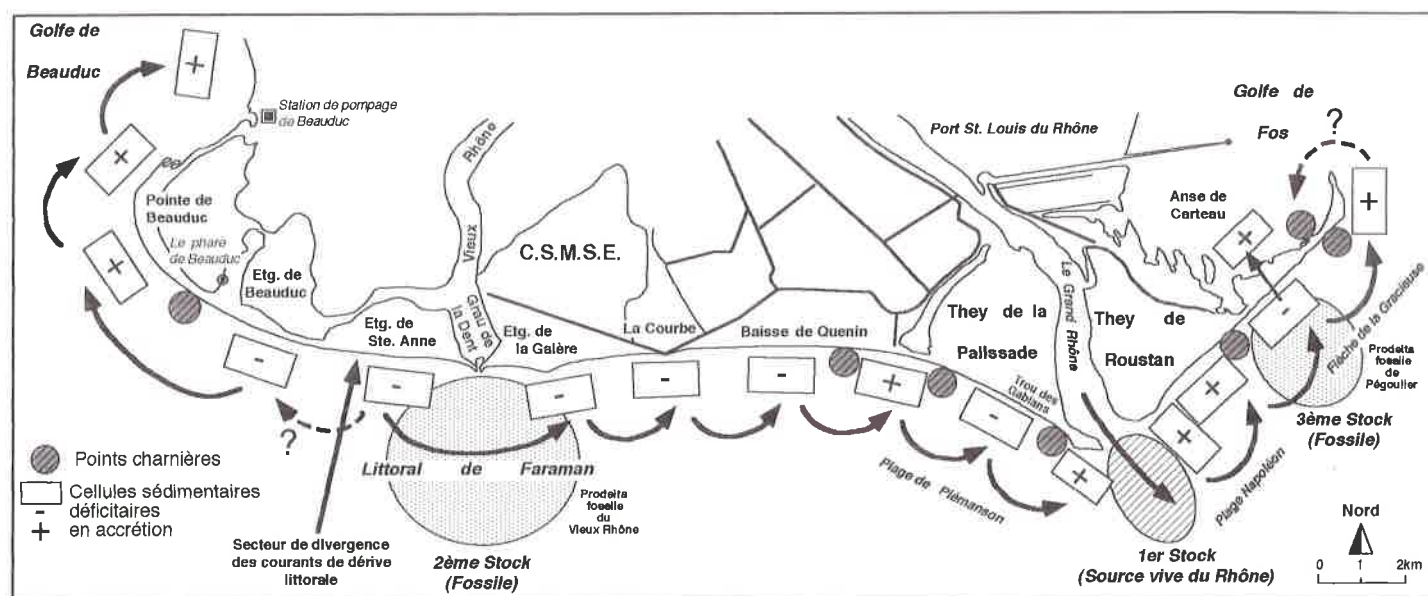 Golfe de
Beauduc
+
Station de pompage
de Beauduc
+
Pointe de
Beauduc
Le phare
de Beauduc
+
Etg. de
Beauduc
Rhône
Vieux
Grau de
la Dent
Etg. de
Ste. Anne
C.S.M.S.E.
Etg. de
la Galère
La Courbe
Baisse de Quenin
Port St. Louis du Rhône
Golfe de
Fos
?
Anse de
Carteau
+
+
Le Grand Rhône
They de la
Palissade
They de
Roustan
Trou des
Gabians
Flèche de la Gracieuse
Prodelta
fossile
de
Pégoulier
3ème Stock
(Fossile)
-
-
-
-
-
+
-
+
+
+
-
?
Littoral de Faraman
Prodelta
fosslle
du
Vieux Rhône
2ème Stock
(Fossile)
Plage de Plémanson
Plage Napoléon
1er Stock
(Source vive du Rhône)
Secteur de divergence
des courants de dérive
littorale
Points charnières
Cellules sédimentaires
- déficitaires
+ en accrétion
Nord
0 1 2km